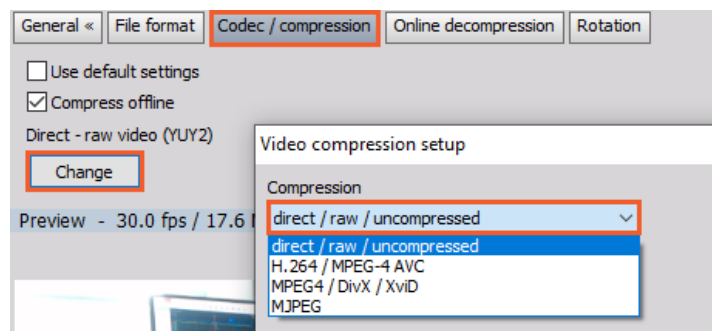 General « File format Codec / compression Online decompression Rotation
Use default settings
Compress offline
Direct - raw video (YUY2)
Change
Video compression setup
Compression
Preview - 30.0 fps / 17.6
direct / raw / uncompressed
direct / raw / uncompressed
H.264 / MPEG-4 AVC
MPEG4 / DivX / XviD
MJPEG